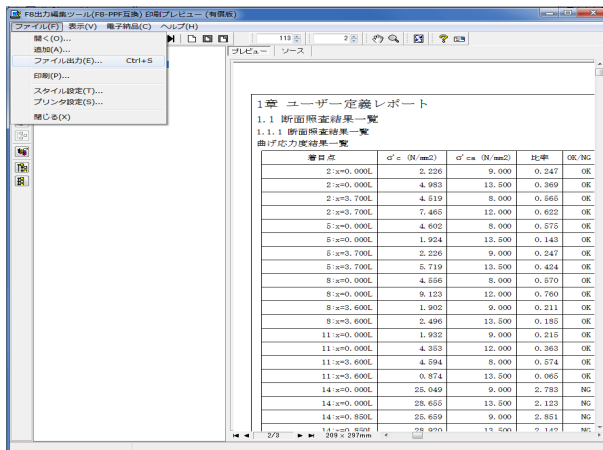 F8出力編集ツール(F8-PPF互換) 印刷プレビュー (有償版)
ファイル(F) 表示(V) 電子納品(C) ヘルプ(H)
開く(O)...
追加(A)...
ファイル出力(E)... Ctrl+S
印刷(P)...
スタイル設定(T)...
プリンタ設定(S)...
閉じる(X)
113 2
プレビュー ソース
1章 ユーザー定義レポート
1.1 断面照査結果一覧
1.1.1 断面照査結果一覧
曲げ応力度結果一覧
着目点 σ'c (N/mm2) σ'ca (N/mm2) 比率 OK/NG
2:x=0.000L 2.226 9.000 0.247 OK
2:x=0.000L 4.983 13.500 0.369 OK
2:x=3.700L 4.519 8.000 0.565 OK
2:x=3.700L 7.465 12.000 0.622 OK
5:x=0.000L 4.602 8.000 0.575 OK
5:x=0.000L 1.924 13.500 0.143 OK
5:x=3.700L 2.226 9.000 0.247 OK
5:x=3.700L 5.719 13.500 0.424 OK
8:x=0.000L 4.556 8.000 0.570 OK
8:x=0.000L 9.123 12.000 0.760 OK
8:x=3.600L 1.902 9.000 0.211 OK
8:x=3.600L 2.496 13.500 0.185 OK
11:x=0.000L 1.932 9.000 0.215 OK
11:x=0.000L 4.353 12.000 0.363 OK
11:x=3.600L 4.594 8.000 0.574 OK
11:x=3.600L 0.874 13.500 0.065 OK
14:x=0.000L 25.049 9.000 2.783 NG
14:x=0.000L 28.655 13.500 2.123 NG
14:x=0.850L 25.659 9.000 2.851 NG
14:x=0.850L 28.920 13.500 2.142 NG
2/3 209 × 297mm